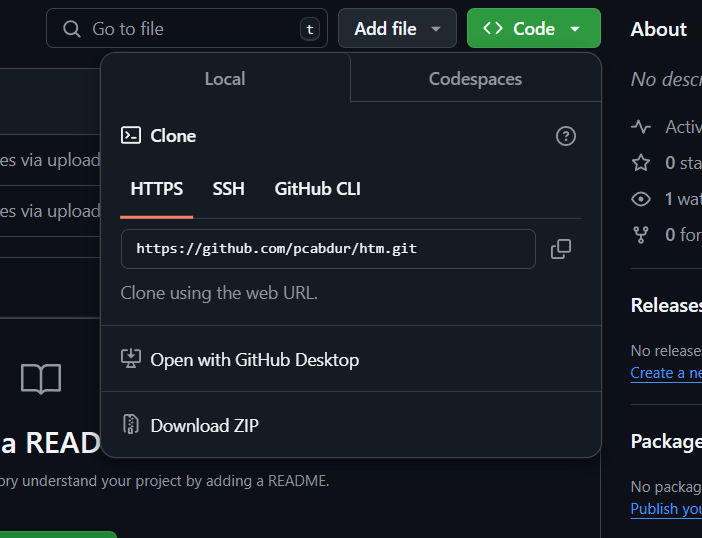 Go to file t Add file Code About
Local Codespaces No desc
Clone Activ
es via upload 0 sta
HTTPS SSH GitHub CLI 1 wat
es via upload 0 for
https://github.com/pcabdur/htm.git
Clone using the web URL.
Releases
Open with GitHub Desktop No release
Create a ne
Download ZIP
a READ Package
ory understand your project by adding a README. No packag
Publish you